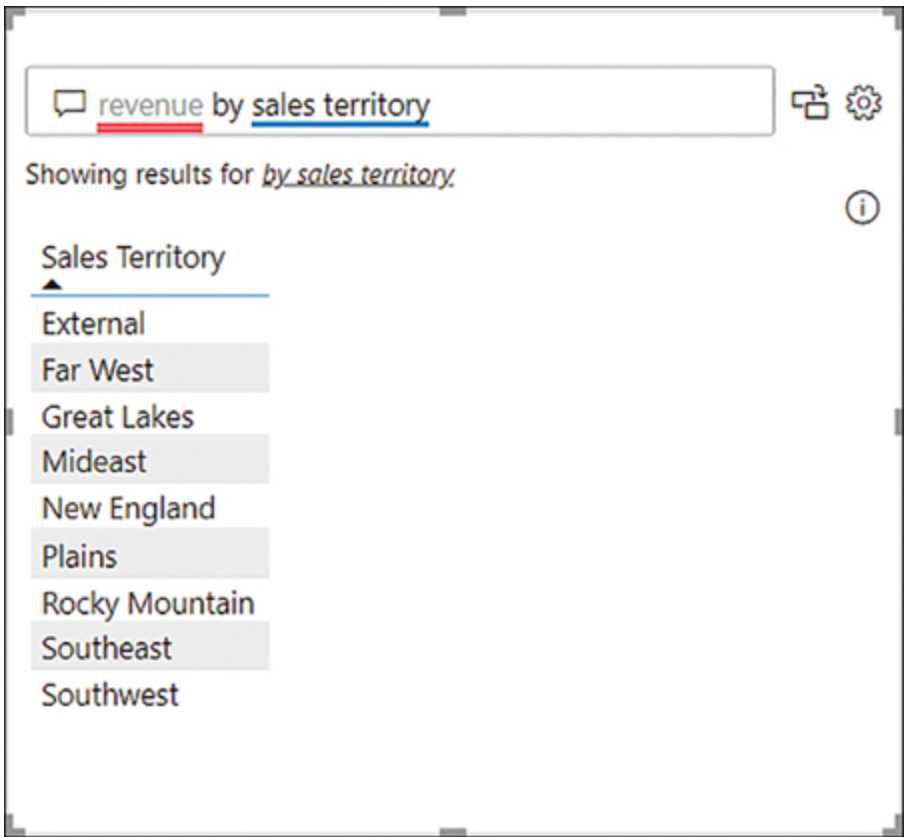 revenue by sales territory
Showing results for by sales territory
Sales Territory
External
Far West
Great Lakes
Mideast
New England
Plains
Rocky Mountain
Southeast
Southwest